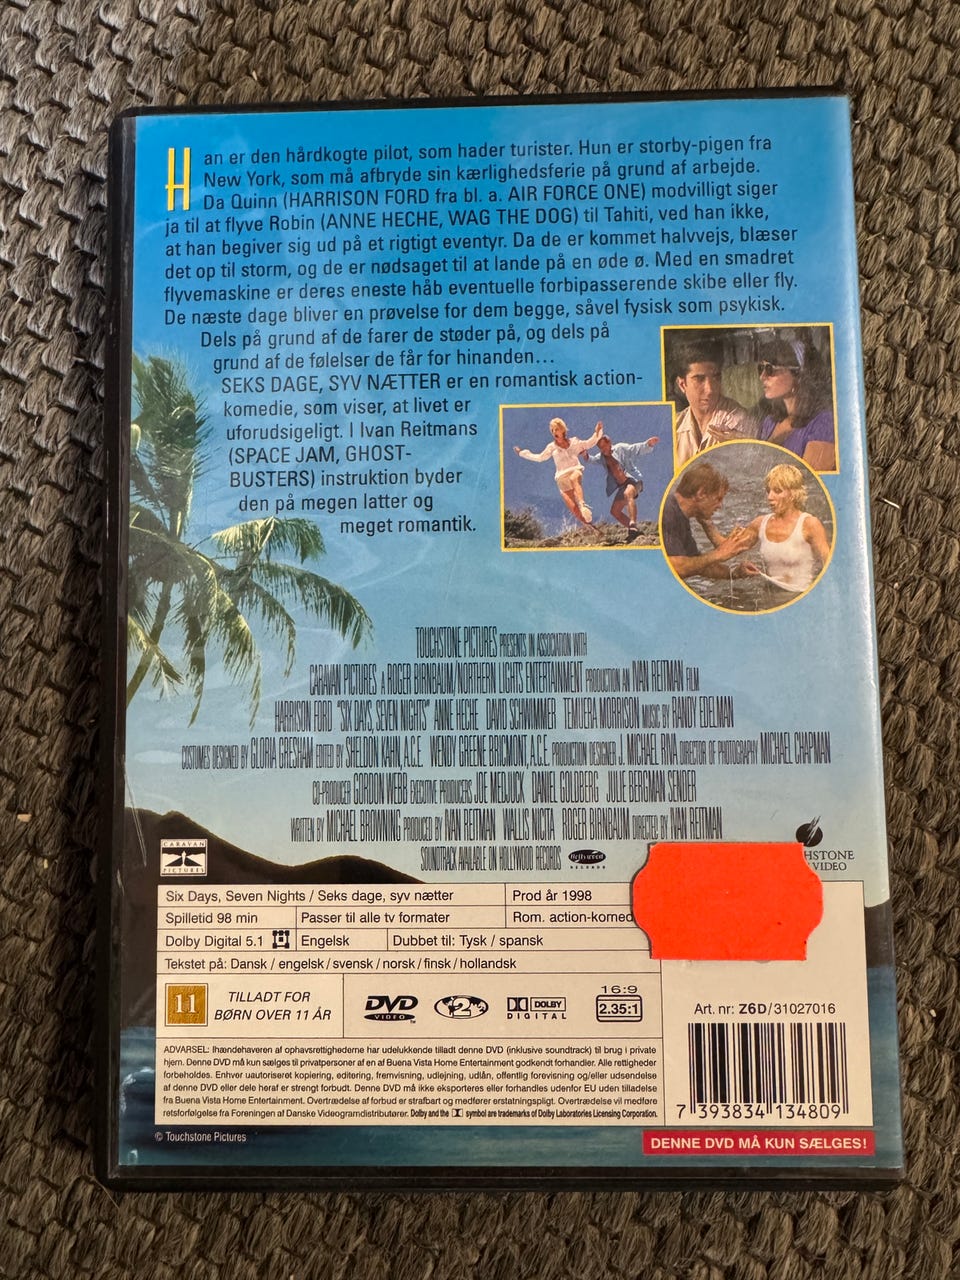 Han er den hårdkogte pilot, som hader turister. Hun er storby-pigen fra
New York, som må afbryde sin kærlighedsferie på grund af arbejde.
Da Quinn (HARRISON FORD fra bl. a. AIR FORCE ONE) modvilligt siger
ja til at flyve Robin (ANNE HECHE, WAG THE DOG) til Tahiti, ved han ikke,
at han begiver sig ud på et rigtigt eventyr. Da de er kommet halvvejs, blæser
det op til storm, og de er nødsaget til at lande på en øde ø. Med en smadret
flyvemaskine er deres eneste håb eventuelle forbipasserende skibe eller fly.
De næste dage bliver en prøvelse for dem begge, såvel fysisk som psykisk.
Dels på grund af de farer de støder på, og dels på
grund af de følelser de får for hinanden...
SEKS DAGE, SYV NÆTTER er en romantisk action-
komedie, som viser, at livet er
uforudsigeligt. I Ivan Reitmans
(SPACE JAM, GHOST-
BUSTERS) instruktion byder
den på megen latter og
meget romantik.
TOUCHSTONE PICTURES PRESENTS IN ASSOCIATION WITH
CARAVAN PICTURES A ROGER BIRNBAUM/NORTHERN LIGHTS ENTERTAINMENT PRODUCTION AN IVAN REITMAN FILM
HARRISON FORD "SIX DAYS, SEVEN NIGHTS" ANNE HECHE DAVID SCHWIMMER TEMUERA MORRISON MUSIC BY RANDY EDELMAN
COSTUMES DESIGNED BY GLORIA GRESHAM EDITED BY SHELDON KAHN, A.C.E. WENDY GREENE BRICMONT, A.C.E. PRODUCTION DESIGNER J. MICHAEL RIVA DIRECTOR OF PHOTOGRAPHY MICHAEL CHAPMAN
CO-PRODUCER GORDON WEBB EXECUTIVE PRODUCERS JOE MEDJUCK DANIEL GOLDBERG JULIE BERGMAN SENDER
WRITTEN BY MICHAEL BROWNING PRODUCED BY IVAN REITMAN WALLIS NICITA ROGER BIRNBAUM DIRECTED BY IVAN REITMAN
SOUNDTRACK AVAILABLE ON HOLLYWOOD RECORDS
Hollywood RECORDS
CARAVAN
PICTURES
HSTONE
VIDEO
Six Days, Seven Nights / Seks dage, syv nætter Prod år 1998
Spilletid 98 min Passer til alle tv formater Rom. action-komed
Dolby Digital 5.1 Engelsk Dubbet til: Tysk / spansk
Tekstet på: Dansk / engelsk / svensk / norsk / finsk / hollandsk
11 TILLADT FOR
BØRN OVER 11 ÅR
DVD
VIDEO
2
DOLBY
DIGITAL
16:9
2.35:1
Art. nr: Z6D/31027016
ADVARSEL: Ihændehaveren af ophavsrettighederne har udelukkende tilladt denne DVD (inklusive soundtrack) til brug i private
hjem. Denne DVD må kun sælges til privatpersoner af en af Buena Vista Home Entertainment godkendt forhandler. Alle rettigheder
forbeholdes. Enhver uautoriseret kopiering, editering, fremvisning, udlejning, udlån, offentlig forevisning og/eller udsendelse
af denne DVD eller dele heraf er strengt forbudt. Denne DVD må ikke eksporteres eller forhandles udenfor EU uden tilladelse
fra Buena Vista Home Entertainment. Overtrædelse af forbud er strafbart og medfører erstatningspligt. Overtrædelse vil medføre
retsforfølgelse fra Foreningen af Danske Videogramdistributører. Dolby and the symbol are trademarks of Dolby Laboratories Licensing Corporation.
7 393834 134809
© Touchstone Pictures
DENNE DVD MÅ KUN SÆLGES!